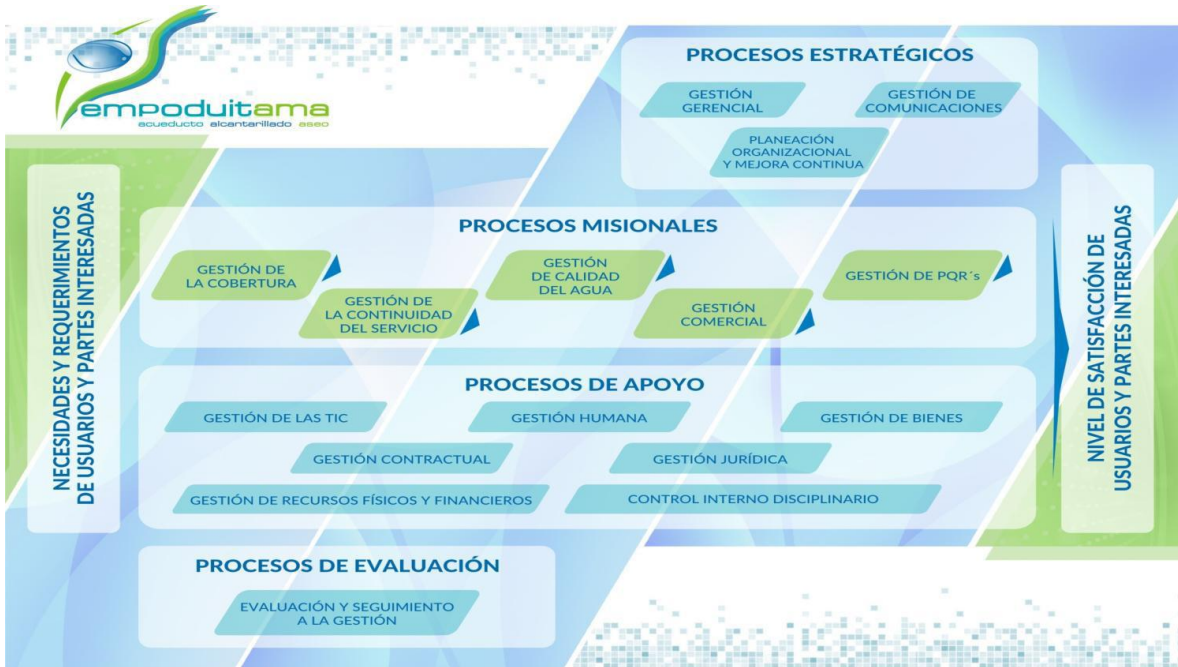 empoduitama
acueducto alcantarillado aseo
PROCESOS ESTRATÉGICOS
GESTIÓN
GERENCIAL
GESTIÓN DE
COMUNICACIONES
PLANEACIÓN
ORGANIZACIONAL
Y MEJORA CONTINUA
NECESIDADES Y REQUERIMIENTOS
DE USUARIOS Y PARTES INTERESADAS
PROCESOS MISIONALES
GESTIÓN DE
LA COBERTURA
GESTIÓN DE
LA CONTINUIDAD
DEL SERVICIO
GESTIÓN
DE CALIDAD
DEL AGUA
GESTIÓN
COMERCIAL
GESTIÓN DE PQR´s
PROCESOS DE APOYO
GESTIÓN DE LAS TIC
GESTIÓN HUMANA
GESTIÓN DE BIENES
GESTIÓN CONTRACTUAL
GESTIÓN JURÍDICA
GESTIÓN DE RECURSOS FÍSICOS Y FINANCIEROS
CONTROL INTERNO DISCIPLINARIO
PROCESOS DE EVALUACIÓN
EVALUACIÓN Y SEGUIMIENTO
A LA GESTIÓN
NIVEL DE SATISFACCIÓN DE
USUARIOS Y PARTES INTERESADAS